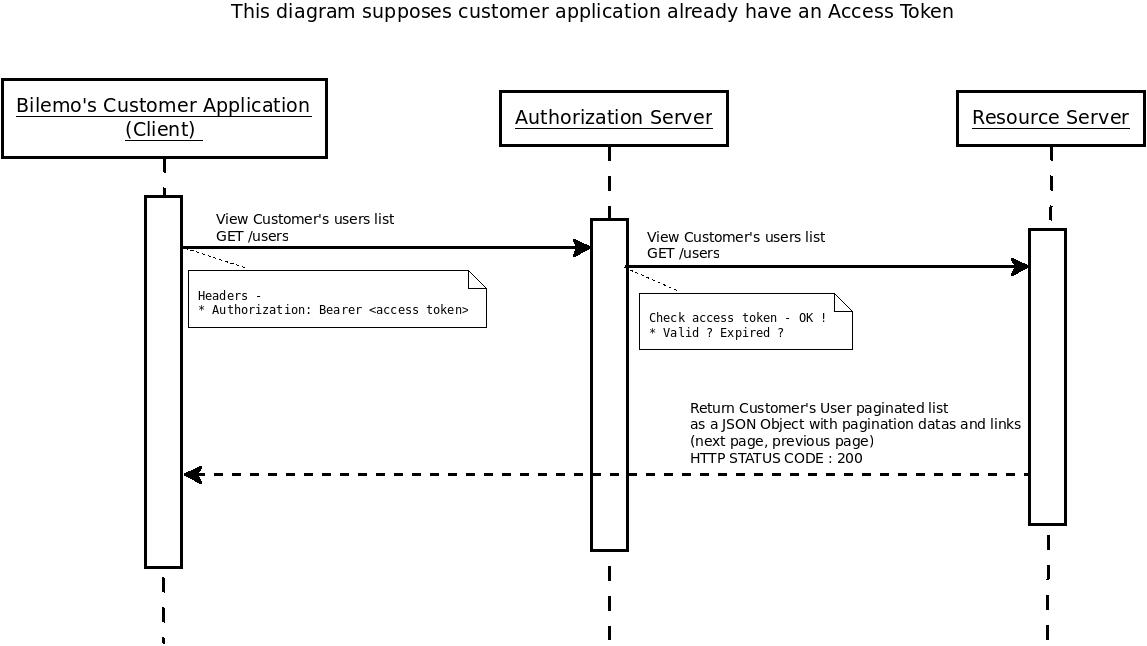 This diagram supposes customer application already have an Access Token
Bilemo's Customer Application
(Client)
Authorization Server
Resource Server
View Customer's users list
GET /users
View Customer's users list
GET /users
Headers -
* Authorization: Bearer <access token>
Check access token - OK !
* Valid ? Expired ?
Return Customer's User paginated list
as a JSON Object with pagination datas and links
(next page, previous page)
HTTP STATUS CODE : 200